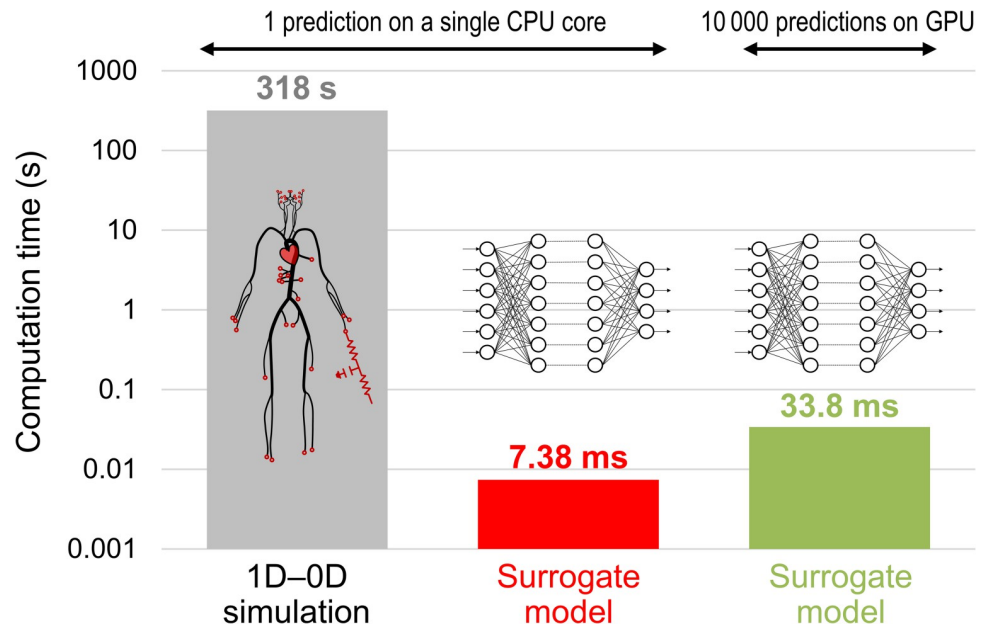 1 prediction on a single CPU core
10 000 predictions on GPU
Computation time (s)
1000
100
10
1
0.1
0.01
0.001
318 s
7.38 ms
33.8 ms
1D–0D
simulation
Surrogate
model
Surrogate
model